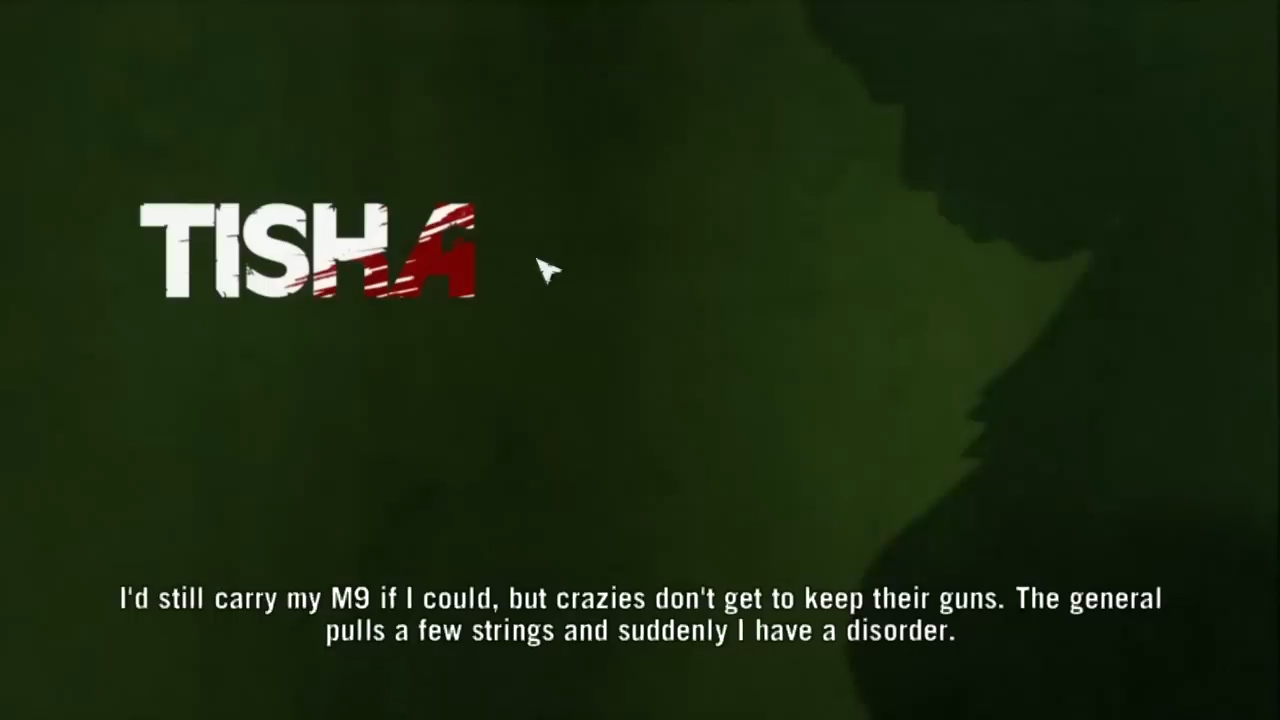 TISHA
I'd still carry my M9 if I could, but crazies don't get to keep their guns. The general
pulls a few strings and suddenly I have a disorder.